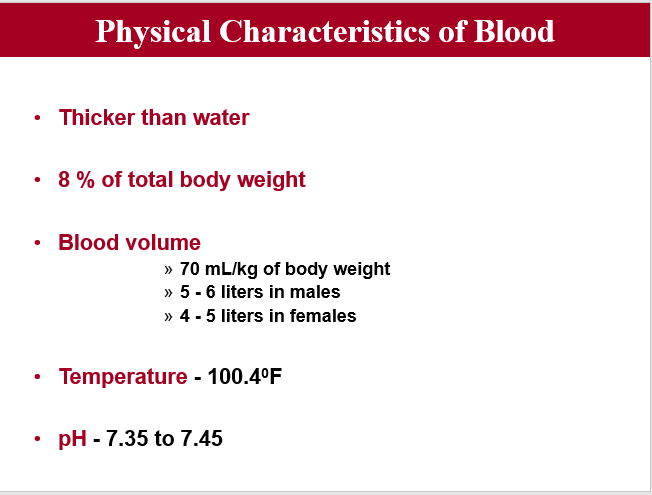 Physical Characteristics of Blood
• Thicker than water
• 8 % of total body weight
• Blood volume
» 70 mL/kg of body weight
» 5 - 6 liters in males
» 4 - 5 liters in females
• Temperature - 100.4⁰F
• pH - 7.35 to 7.45